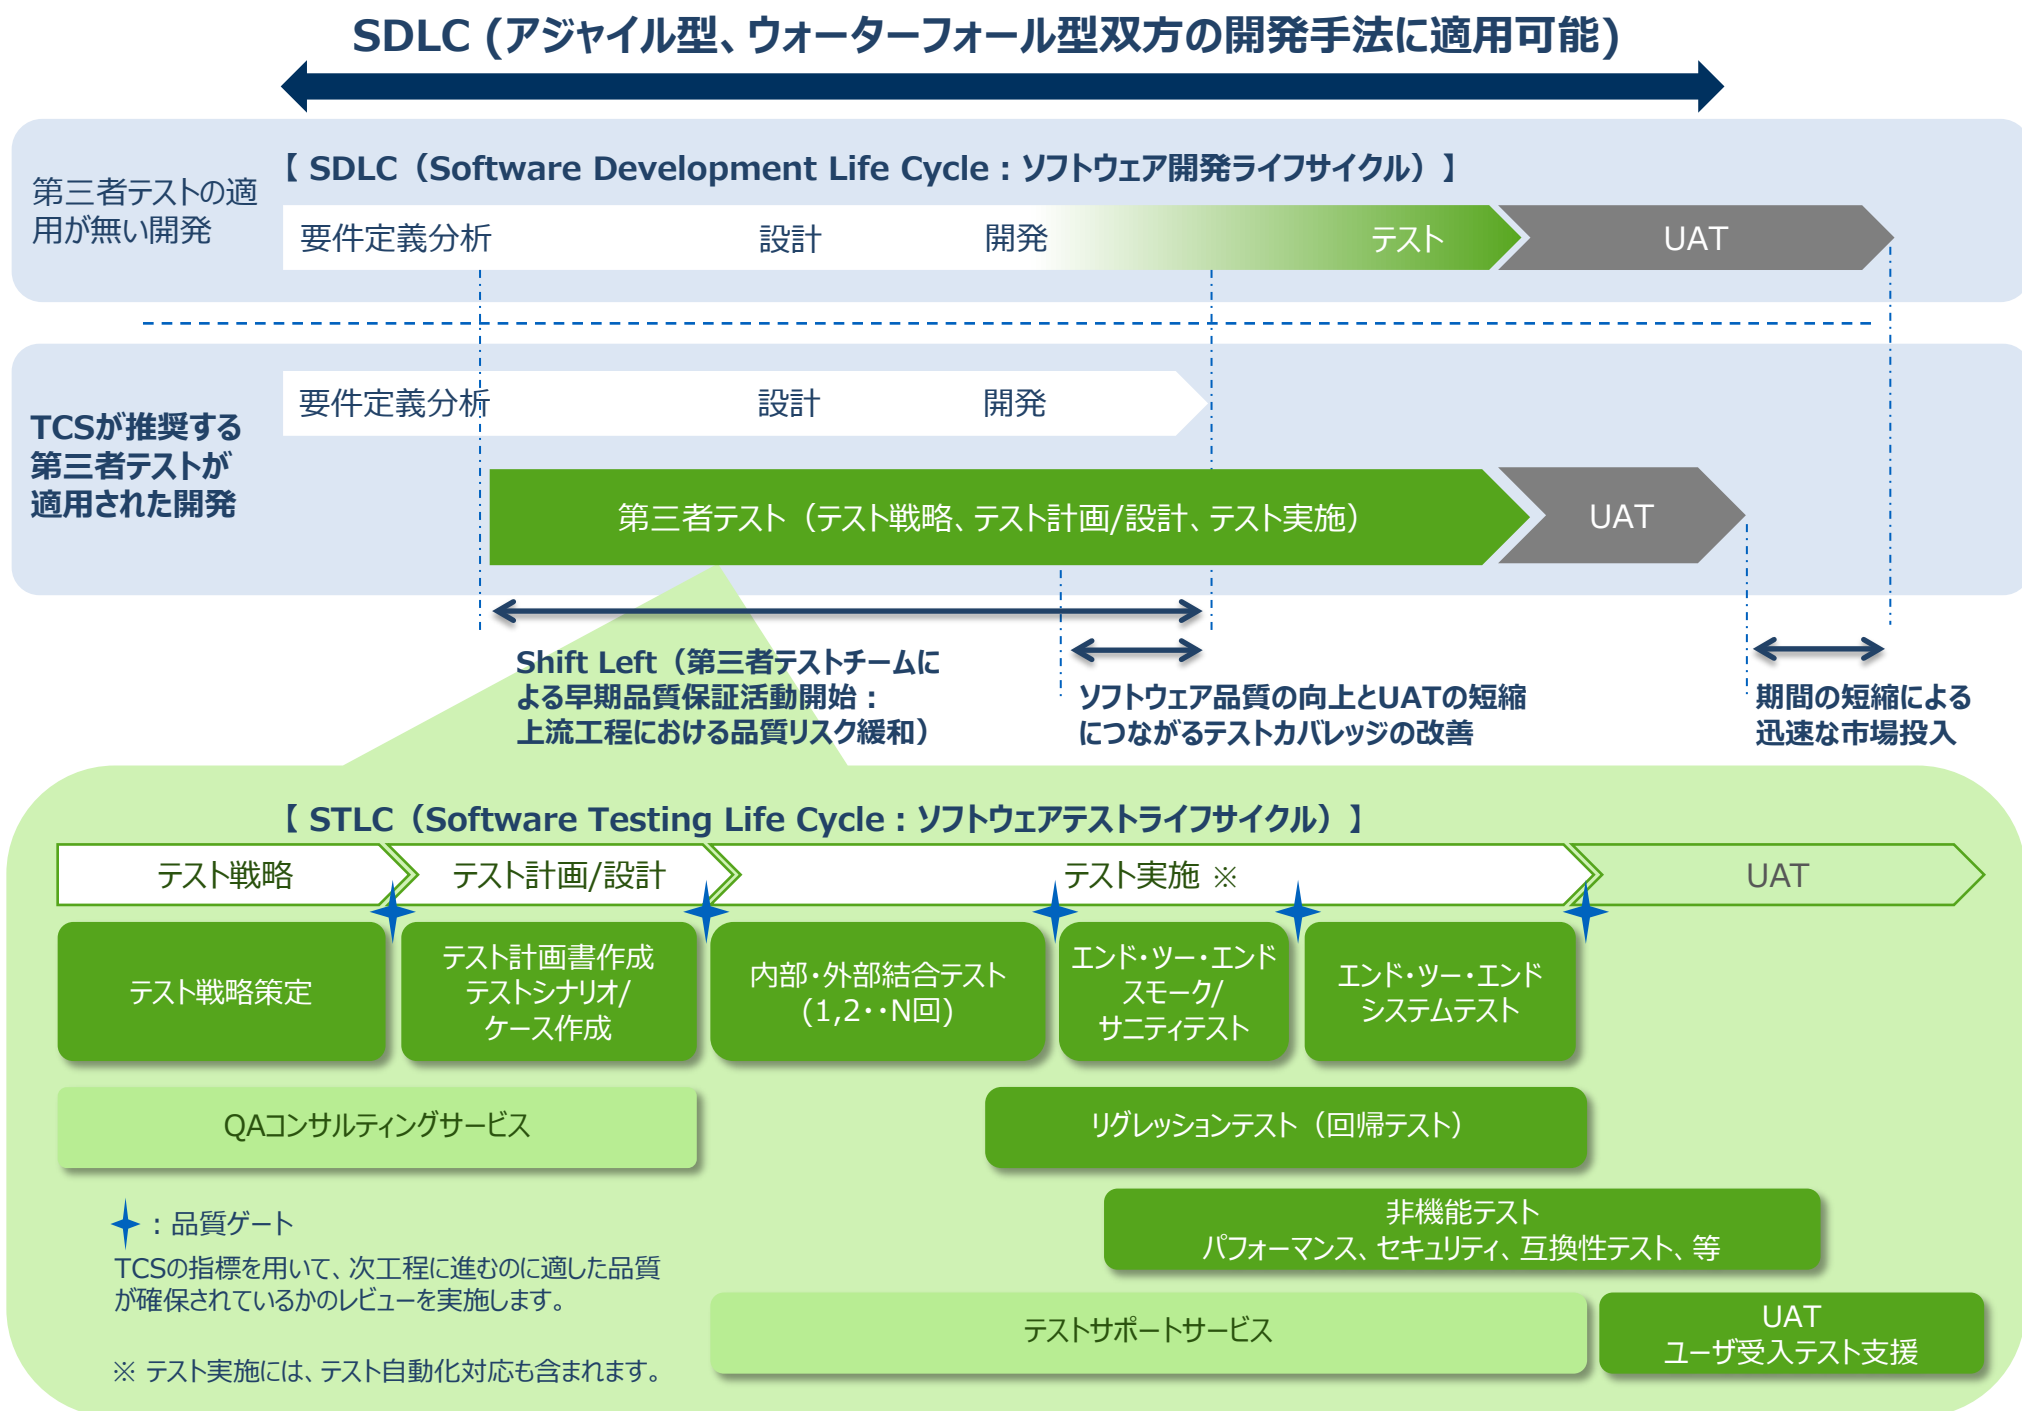 SDLC (アジャイル型、ウォーターフォール型双方の開発手法に適用可能)
【 SDLC（Software Development Life Cycle：ソフトウェア開発ライフサイクル）】
第三者テストの適
用が無い開発
要件定義分析
設計
開発
テスト
UAT
TCSが推奨する
第三者テストが
適用された開発
要件定義分析
設計
開発
第三者テスト（テスト戦略、テスト計画/設計、テスト実施）
UAT
Shift Left（第三者テストチームに
よる早期品質保証活動開始：
上流工程における品質リスク緩和）
ソフトウェア品質の向上とUATの短縮
につながるテストカバレッジの改善
期間の短縮による
迅速な市場投入
【 STLC（Software Testing Life Cycle：ソフトウェアテストライフサイクル）】
テスト戦略
テスト計画/設計
テスト実施 ※
UAT
テスト戦略策定
テスト計画書作成
テストシナリオ/
ケース作成
内部・外部結合テスト
(1,2・・N回)
エンド・ツー・エンド
スモーク/
サニティテスト
エンド・ツー・エンド
システムテスト
QAコンサルティングサービス
リグレッションテスト（回帰テスト）
非機能テスト
パフォーマンス、セキュリティ、互換性テスト、等
：品質ゲート
TCSの指標を用いて、次工程に進むのに適した品質
が確保されているかのレビューを実施します。
テストサポートサービス
UAT
ユーザ受入テスト支援
※ テスト実施には、テスト自動化対応も含まれます。